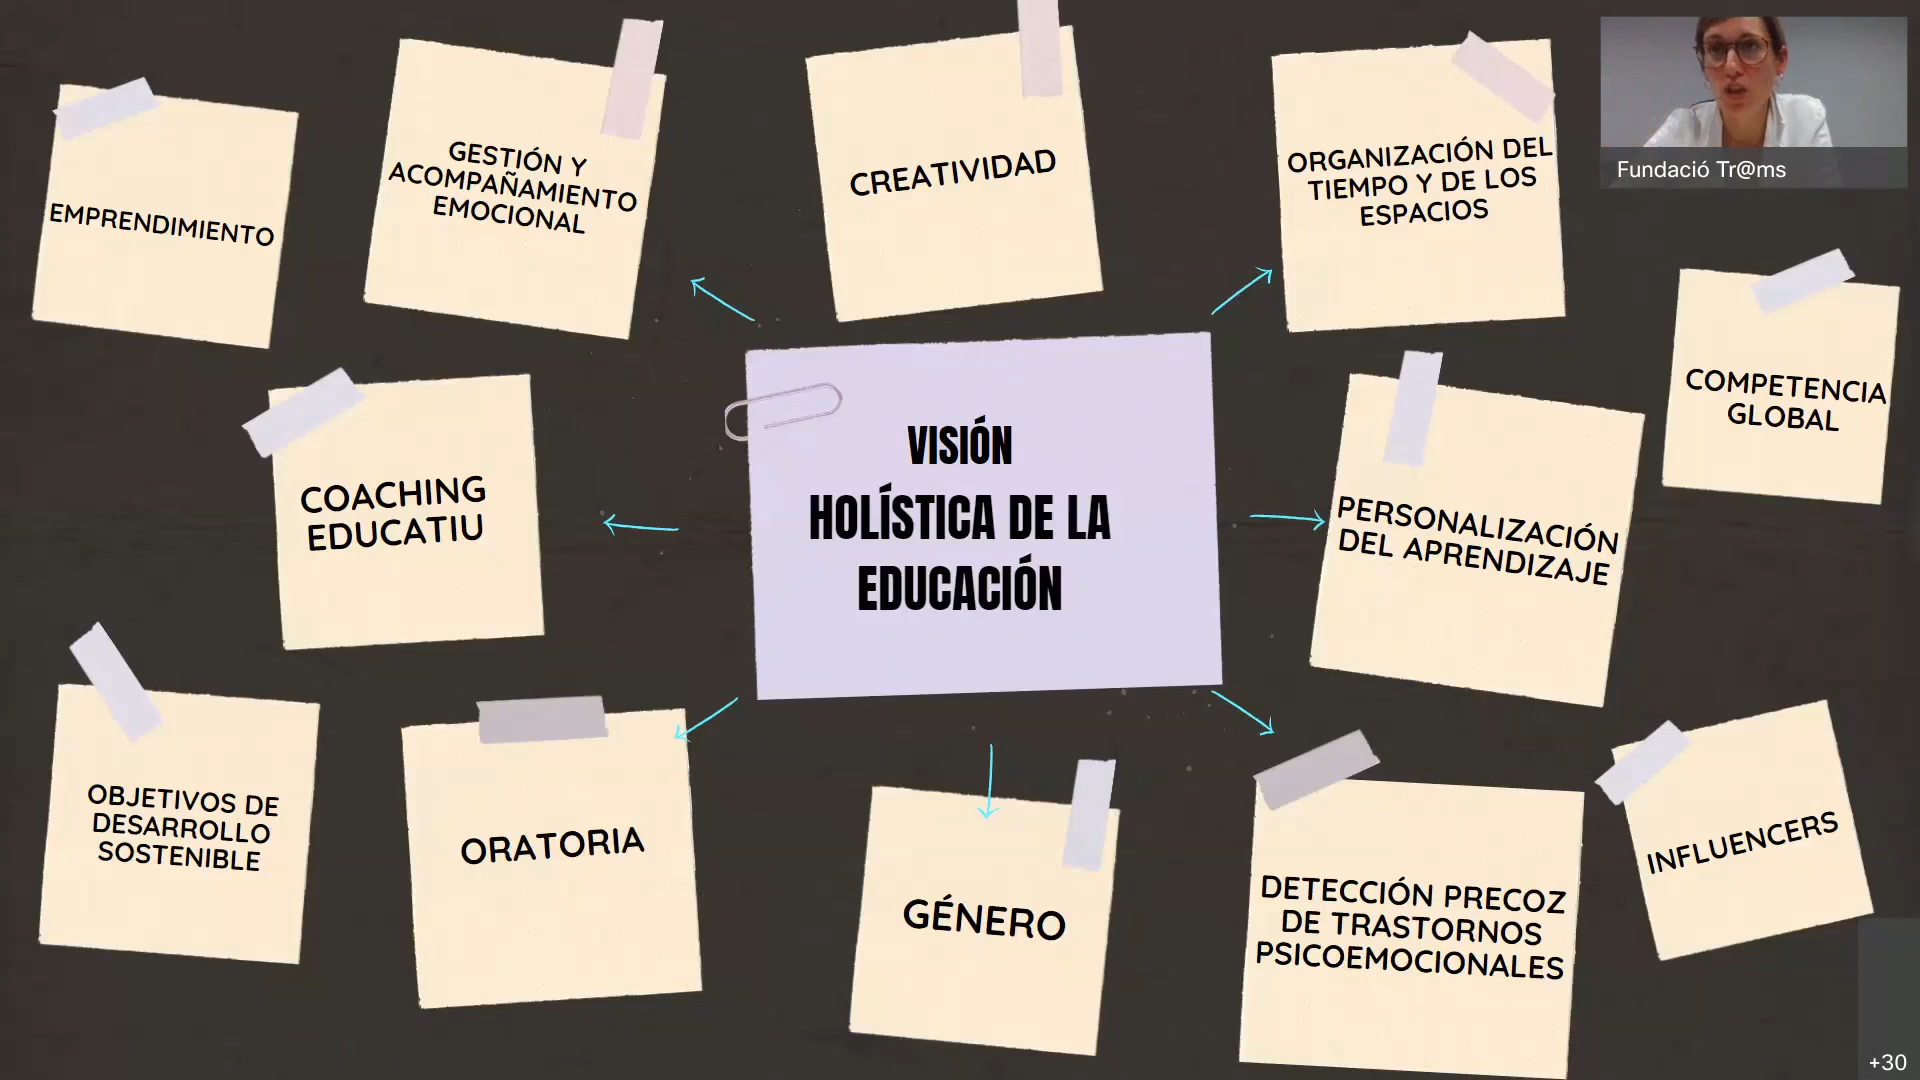 EMPRENDIMIENTO
GESTIÓN Y
ACOMPAÑAMIENTO
EMOCIONAL
CREATIVIDAD
ORGANIZACIÓN DEL
TIEMPO Y DE LOS
ESPACIOS
Fundació Tr@ms
COMPETENCIA
GLOBAL
COACHING
EDUCATIU
VISIÓN
HOLÍSTICA DE LA
EDUCACIÓN
PERSONALIZACIÓN
DEL APRENDIZAJE
OBJETIVOS DE
DESARROLLO
SOSTENIBLE
ORATORIA
GÉNERO
DETECCIÓN PRECOZ
DE TRASTORNOS
PSICOEMOCIONALES
INFLUENCERS
+30